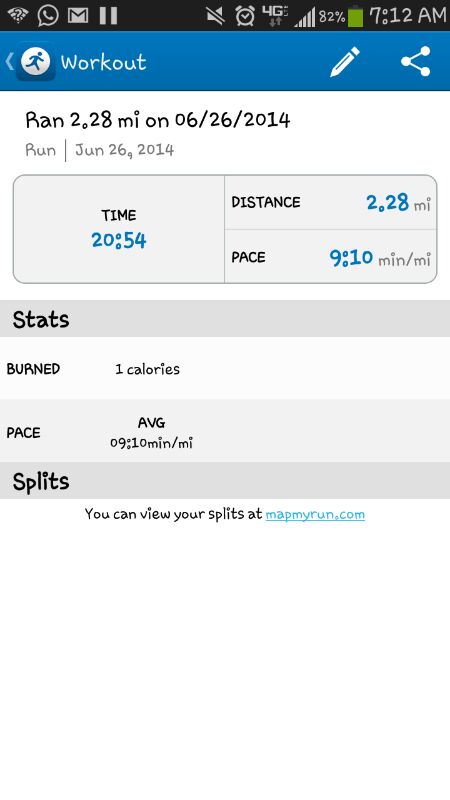 4G 82% 7:12 AM
Workout
Ran 2.28 mi on 06/26/2014
Run | Jun 26, 2014
TIME
20:54
DISTANCE 2.28 mi
PACE 9:10 min/mi
Stats
BURNED 1 calories
AVG
PACE 09:10min/mi
Splits
You can view your splits at mapmyrun.com